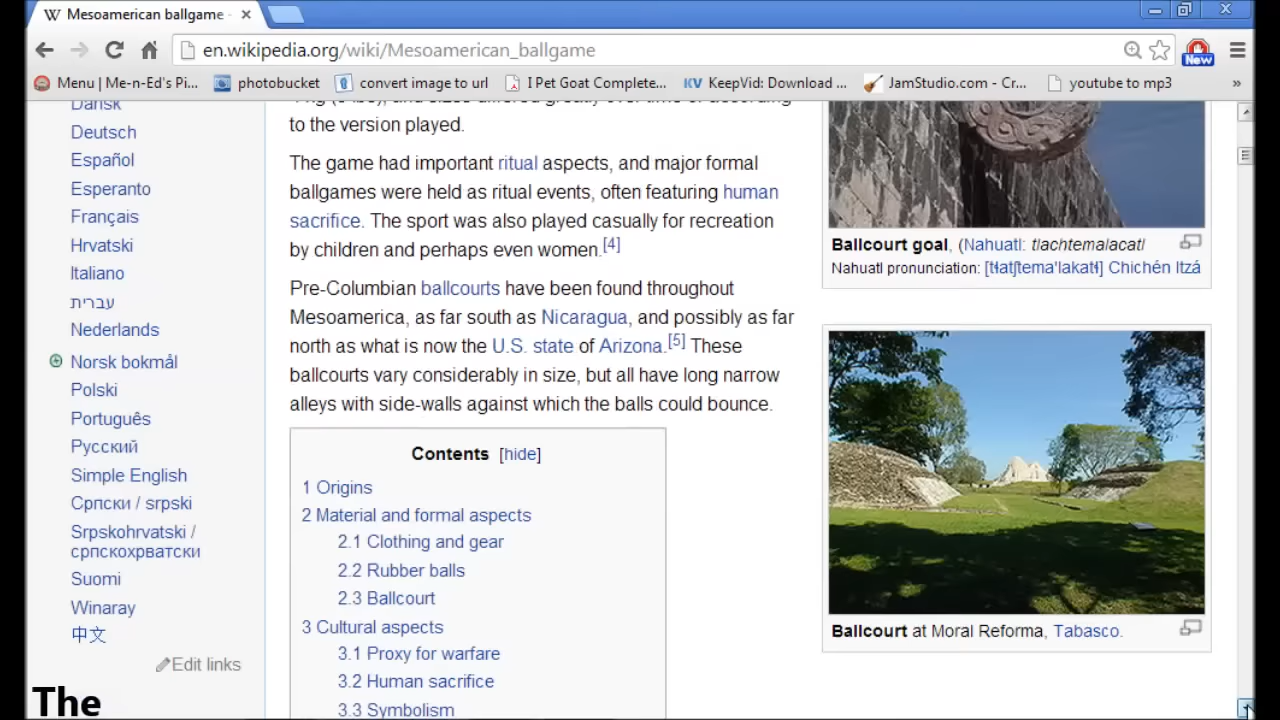 Mesoamerican ballgame -
en.wikipedia.org/wiki/Mesoamerican_ballgame
New
Menu | Me-n-Ed's Pi...
photobucket
convert image to url
I Pet Goat Complete...
KeepVid: Download ...
JamStudio.com - Cr...
youtube to mp3
»
Dansk
Deutsch
Español
Esperanto
Français
Hrvatski
Italiano
עברית
Nederlands
Norsk bokmål
Polski
Português
Русский
Simple English
Српски / srpski
Srpskohrvatski /
српскохрватски
Suomi
Winaray
中文
Edit links
The
to the version played.
The game had important ritual aspects, and major formal
ballgames were held as ritual events, often featuring human
sacrifice. The sport was also played casually for recreation
by children and perhaps even women.[4]
Pre-Columbian ballcourts have been found throughout
Mesoamerica, as far south as Nicaragua, and possibly as far
north as what is now the U.S. state of Arizona.[5] These
ballcourts vary considerably in size, but all have long narrow
alleys with side-walls against which the balls could bounce.
Contents [hide]
1 Origins
2 Material and formal aspects
2.1 Clothing and gear
2.2 Rubber balls
2.3 Ballcourt
3 Cultural aspects
3.1 Proxy for warfare
3.2 Human sacrifice
3.3 Symbolism
Ballcourt goal, (Nahuatl: tlachtemalacatl
Nahuatl pronunciation: [tɬatʃtema'lakatɬ] Chichén Itzá
Ballcourt at Moral Reforma, Tabasco.